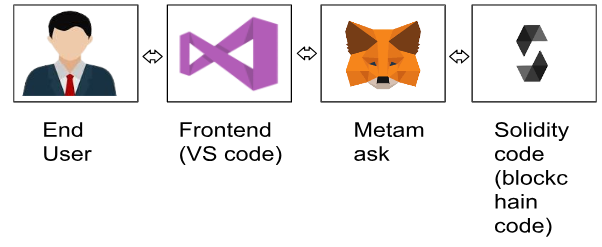 End
User
Frontend
(VS code)
Metam
ask
Solidity
code
(blockc
hain
code)